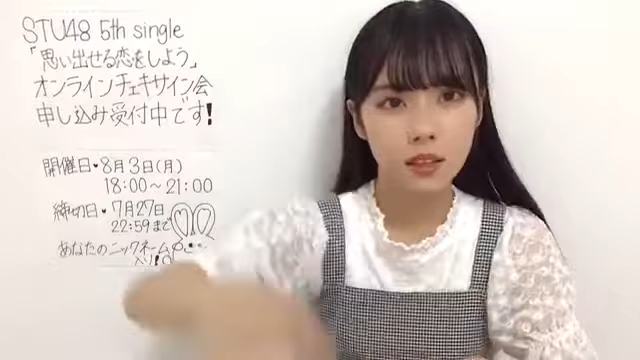 STU48 5th single
「思い出せる恋をしよう」
オンラインチェキサイン会
申し込み受付中です!
開催日♥8月3日(月)
18:00〜21:00
締切日♥7月27日
22:59まで
あなたのニックネーム
入り!